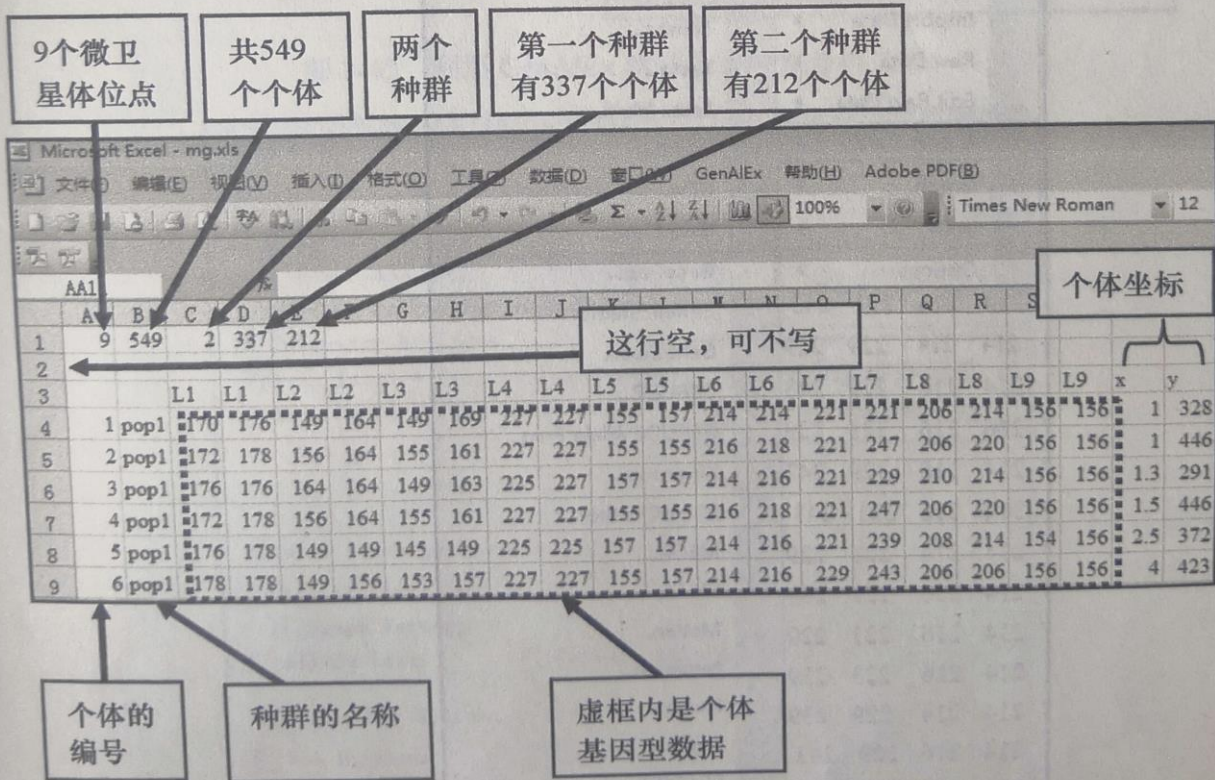 9个微卫
星体位点
共549
个个体
两个
种群
第一个种群
有337个个体
第二个种群
有212个个体
Microsoft Excel - mg.xls
文件 编辑(E) 视图(V) 插入(I) 格式(O) 工具 数据(D) 窗口 GenAlEx 帮助(H) Adobe PDF(B)
100% Times New Roman 12
AA1
个体坐标
A B C D G H I J P Q R S
1 9 549 2 337 212
这行空，可不写
2
3 L1 L1 L2 L2 L3 L3 L4 L4 L5 L5 L6 L6 L7 L7 L8 L8 L9 L9 x y
4 1 pop1 170 176 149 164 149 169 227 227 155 157 214 214 221 221 206 214 156 156 1 328
5 2 pop1 172 178 156 164 155 161 227 227 155 155 216 218 221 247 206 220 156 156 1 446
6 3 pop1 176 176 164 164 149 163 225 227 157 157 214 216 221 229 210 214 156 156 1.3 291
7 4 pop1 172 178 156 164 155 161 227 227 155 155 216 218 221 247 206 220 156 156 1.5 446
8 5 pop1 176 178 149 149 145 149 225 225 157 157 214 216 221 239 208 214 154 156 2.5 372
9 6 pop1 178 178 149 156 153 157 227 227 155 157 214 216 229 243 206 206 156 156 4 423
个体的
编号
种群的名称
虚框内是个体
基因型数据